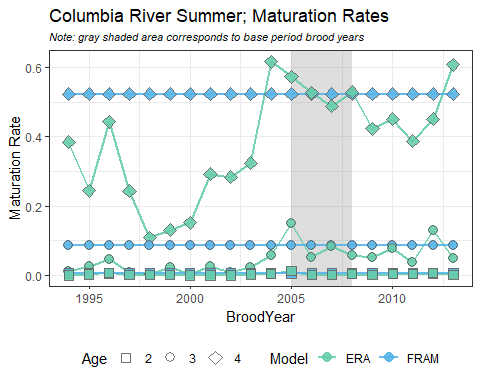 Columbia River Summer; Maturation Rates
Note: gray shaded area corresponds to base period brood years
Maturation Rate
0.6
0.4
0.2
0.0
1995 2000 2005 2010
BroodYear
Age 2 3 4 Model ERA FRAM